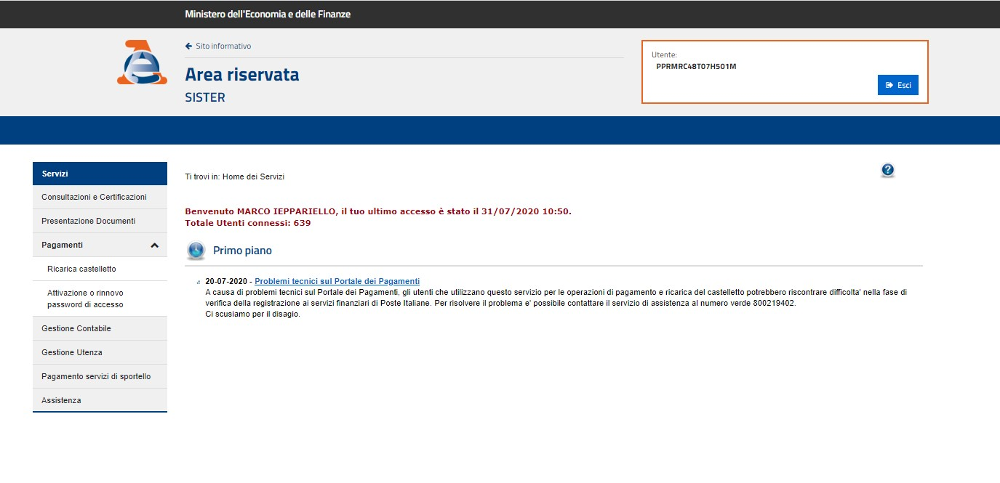 Ministero dell'Economia e delle Finanze
Sito informativo
Area riservata
SISTER
Utente:
PPRMRC48T07H501M
Esci
Servizi
Consultazioni e Certificazioni
Presentazione Documenti
Pagamenti
Ricarica castelletto
Attivazione o rinnovo
password di accesso
Gestione Contabile
Gestione Utenza
Pagamento servizi di sportello
Assistenza
Ti trovi in: Home dei Servizi
?
Benvenuto MARCO IEPPARIELLO, il tuo ultimo accesso è stato il 31/07/2020 10:50.
Totale Utenti connessi: 639
Primo piano
20-07-2020 - Problemi tecnici sul Portale dei Pagamenti
A causa di problemi tecnici sul Portale dei Pagamenti, gli utenti che utilizzano questo servizio per le operazioni di pagamento e ricarica del castelletto potrebbero riscontrare difficolta' nella fase di
verifica della registrazione ai servizi finanziari di Poste Italiane. Per risolvere il problema e' possibile contattare il servizio di assistenza al numero verde 800219402.
Ci scusiamo per il disagio.